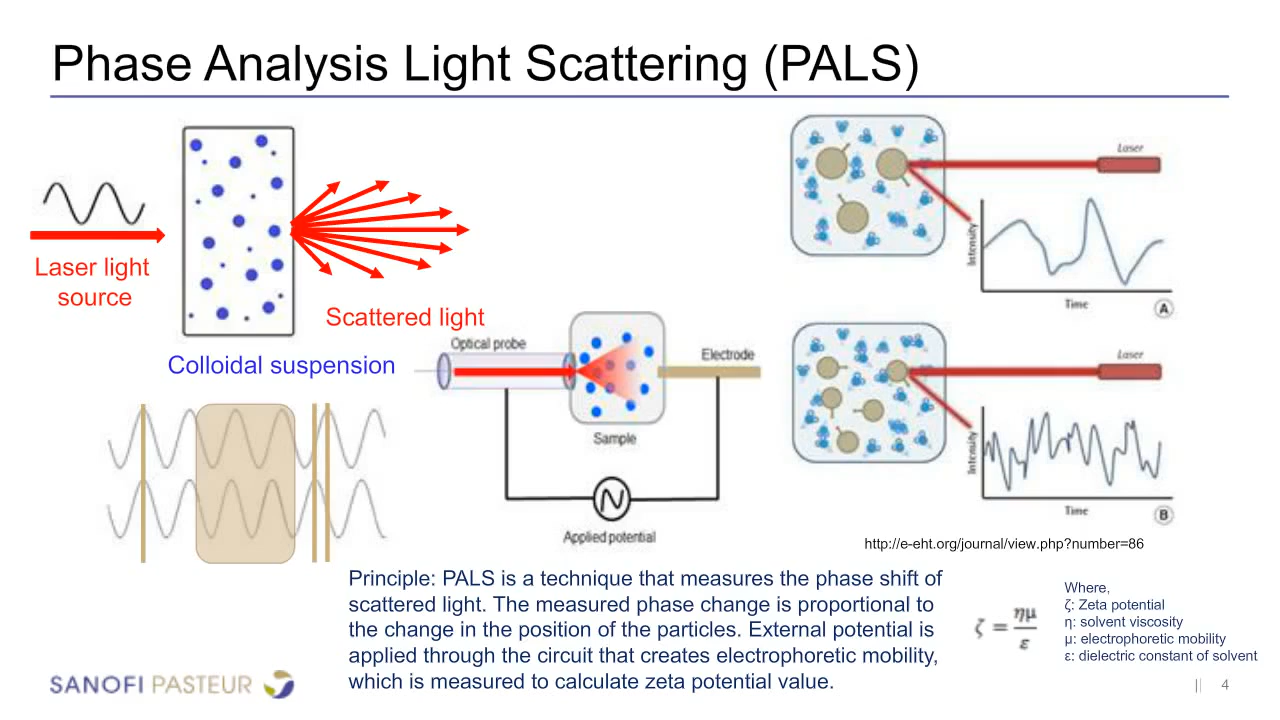 Phase Analysis Light Scattering (PALS)
Laser light
source
Scattered light
Colloidal suspension
Optical probe
Electrode
Sample
Applied potential
Laser
Intensity
Time
A
Laser
Intensity
Time
B
http://e-eht.org/journal/view.php?number=86
Principle: PALS is a technique that measures the phase shift of
scattered light. The measured phase change is proportional to
the change in the position of the particles. External potential is
applied through the circuit that creates electrophoretic mobility,
which is measured to calculate zeta potential value.
ζ = ημ / ε
Where,
ζ: Zeta potential
η: solvent viscosity
μ: electrophoretic mobility
ε: dielectric constant of solvent
SANOFI PASTEUR
|| 4